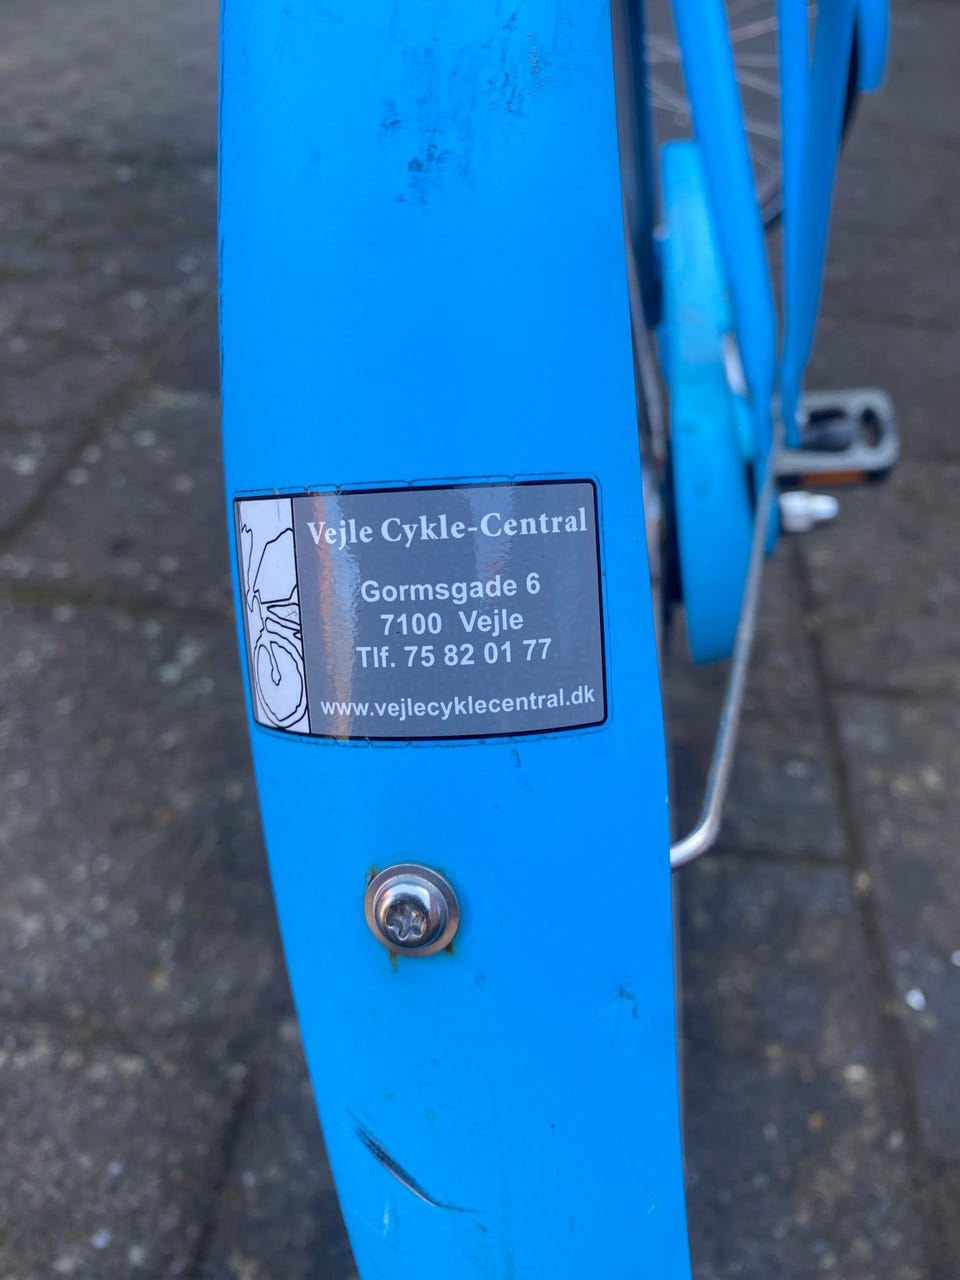 Vejle Cykle-Central
Gormsgade 6
7100 Vejle
Tlf. 75 82 01 77
www.vejlecyklecentral.dk